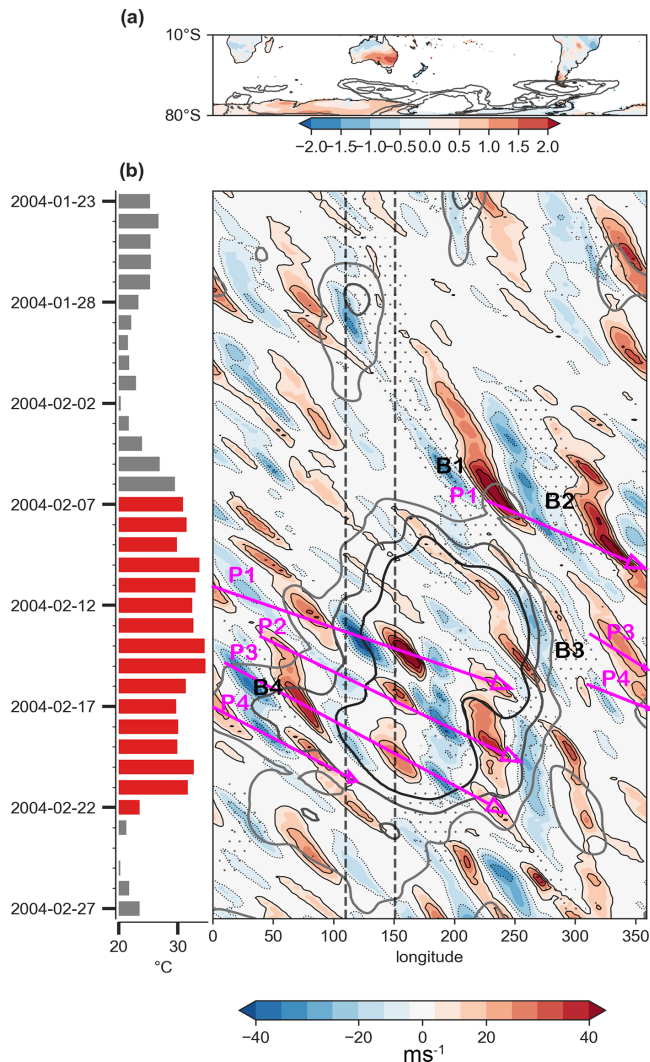 (a)
10°S
80°S
−2.0 −1.5 −1.0 −0.5 0.0 0.5 1.0 1.5 2.0
(b)
2004-01-23
2004-01-28
2004-02-02
B1
P1
B2
2004-02-07
P1
2004-02-12
P2
P3
P3
B3
B4
P4
2004-02-17
P4
2004-02-22
2004-02-27
20 30
0 50 100 150 200 250 300 350
°C
longitude
−40 −20 0 20 40
ms⁻¹